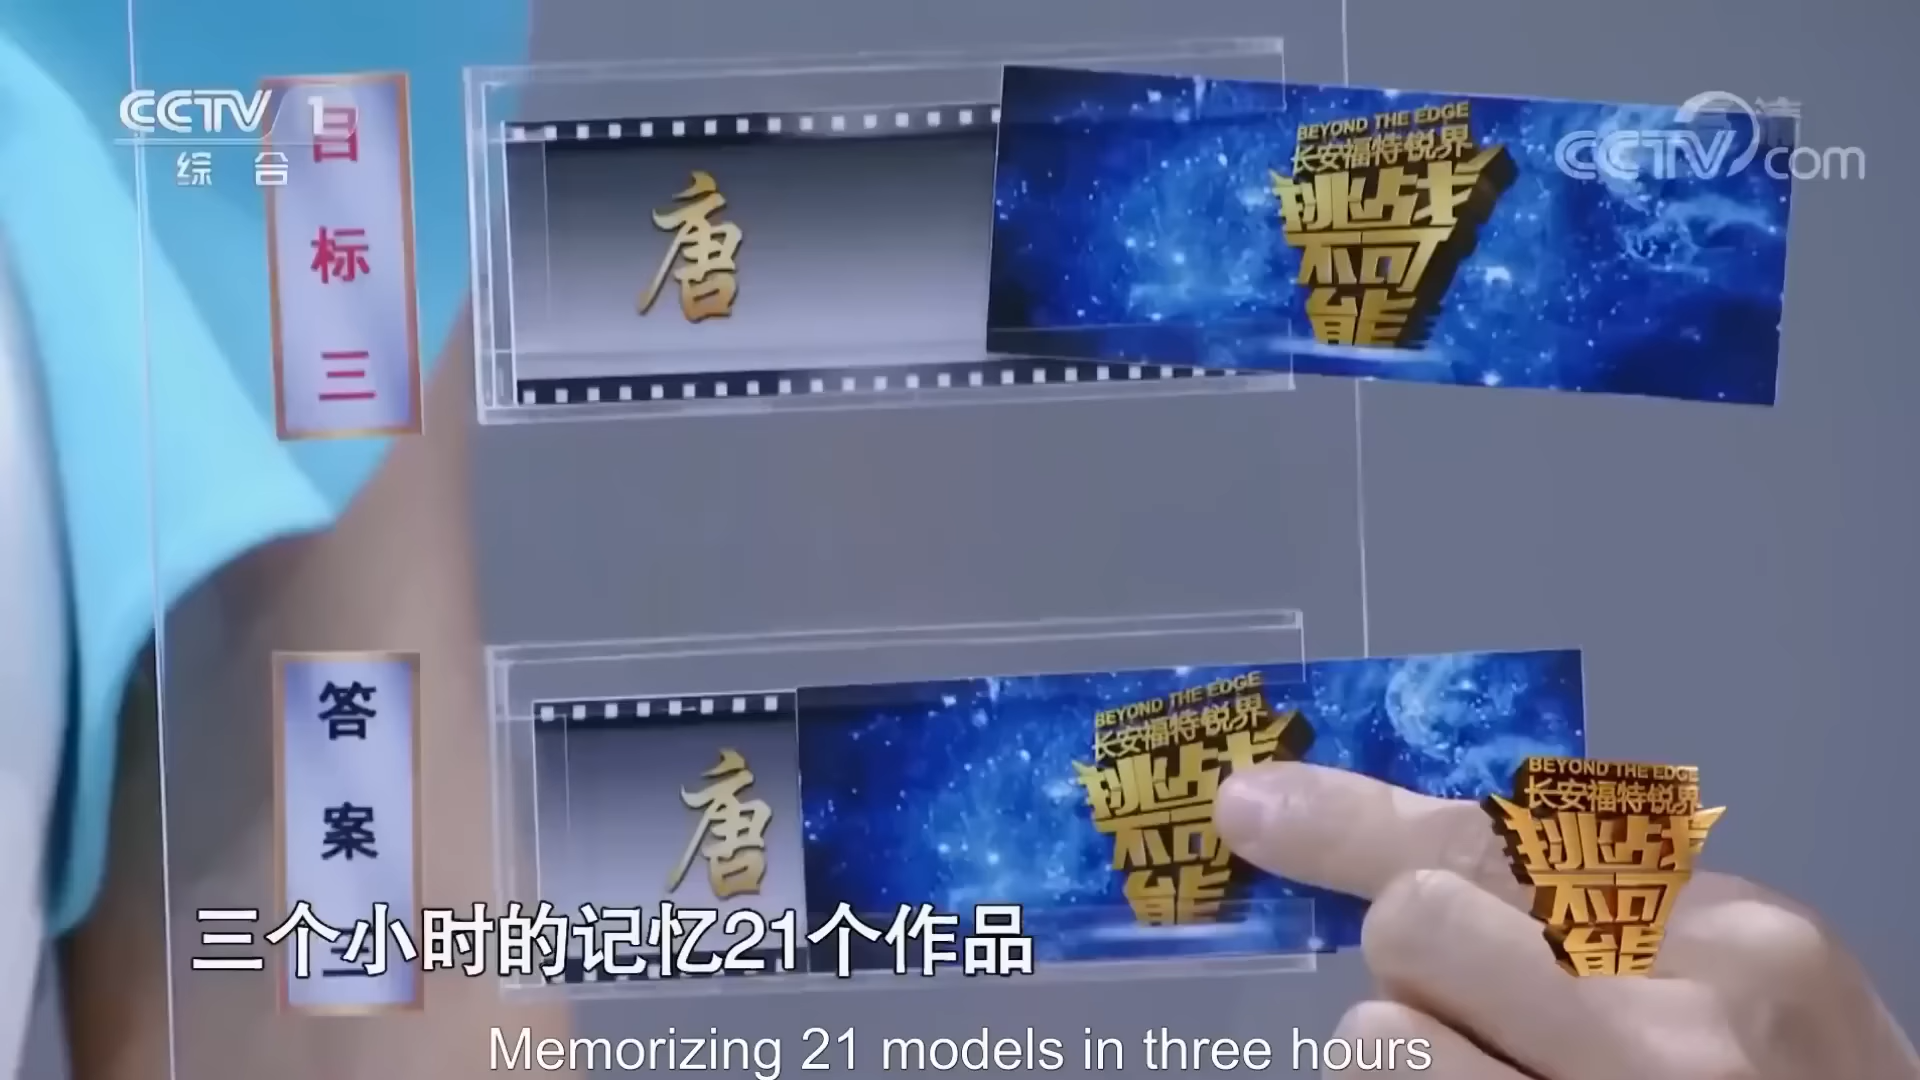 CCTV 1
综合
目标三
唐
BEYOND THE EDGE
长安福特锐界
挑战
不可
能
CCTV.com
高清
答案三
唐
BEYOND THE EDGE
长安福特锐界
挑战
不可
能
BEYOND THE EDGE
长安福特锐界
挑战
不可
能
三个小时的记忆21个作品
Memorizing 21 models in three hours